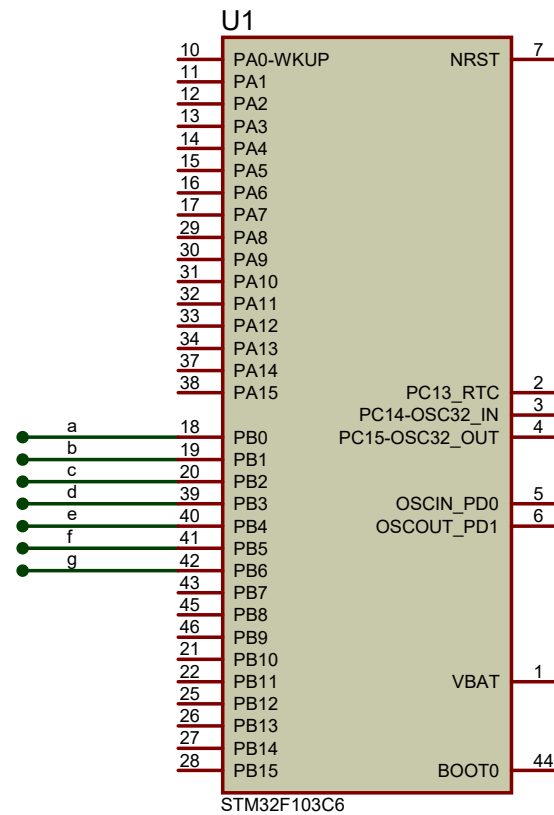 U1
10 PA0-WKUP NRST 7
11 PA1
12 PA2
13 PA3
14 PA4
15 PA5
16 PA6
17 PA7
29 PA8
30 PA9
31 PA10
32 PA11
33 PA12
34 PA13
37 PA14
38 PA15 PC13_RTC 2
PC14-OSC32_IN 3
a 18 PB0 PC15-OSC32_OUT 4
b 19 PB1
c 20 PB2
d 39 PB3 OSCIN_PD0 5
e 40 PB4 OSCOUT_PD1 6
f 41 PB5
g 42 PB6
43 PB7
45 PB8
46 PB9
21 PB10
22 PB11 VBAT 1
25 PB12
26 PB13
27 PB14
28 PB15 BOOT0 44
STM32F103C6